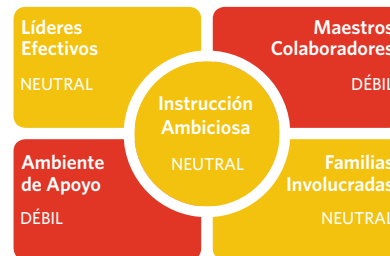 Líderes
Efectivos
NEUTRAL
Maestros
Colaboradores
DÉBIL
Instrucción
Ambiciosa
NEUTRAL
Ambiente
de Apoyo
DÉBIL
Familias
Involucradas
NEUTRAL